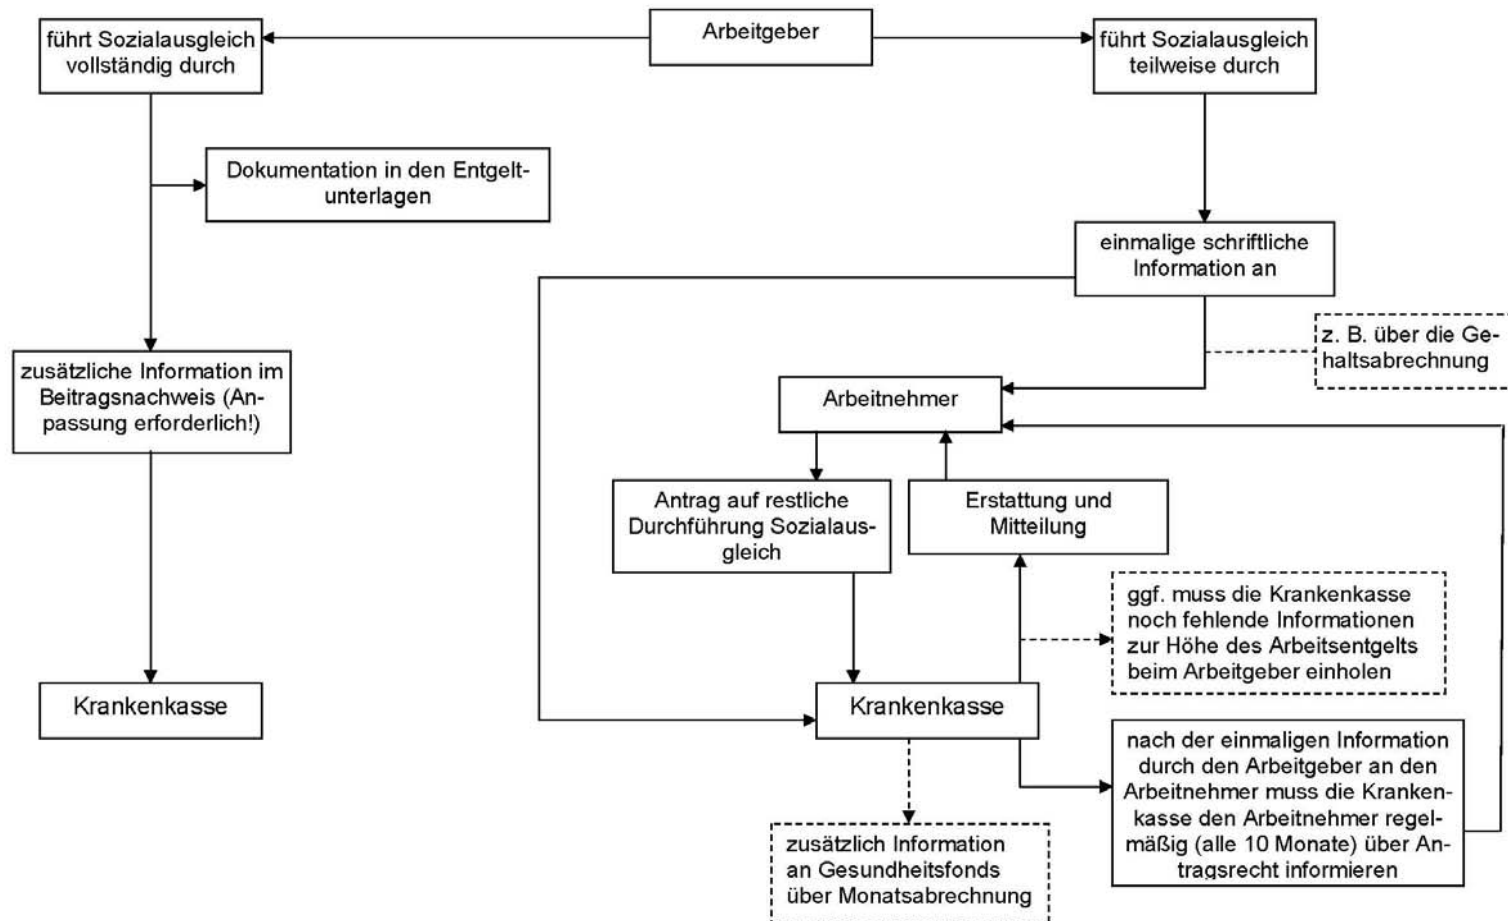 Arbeitgeber
führt Sozialausgleich
vollständig durch
führt Sozialausgleich
teilweise durch
Dokumentation in den Entgelt-
unterlagen
einmalige schriftliche
Information an
z. B. über die Ge-
haltsabrechnung
zusätzliche Information im
Beitragsnachweis (An-
passung erforderlich!)
Arbeitnehmer
Antrag auf restliche
Durchführung Sozialaus-
gleich
Erstattung und
Mitteilung
ggf. muss die Krankenkasse
noch fehlende Informationen
zur Höhe des Arbeitsentgelts
beim Arbeitgeber einholen
Krankenkasse
Krankenkasse
nach der einmaligen Information
durch den Arbeitgeber an den
Arbeitnehmer muss die Kranken-
kasse den Arbeitnehmer regel-
mäßig (alle 10 Monate) über An-
tragsrecht informieren
zusätzlich Information
an Gesundheitsfonds
über Monatsabrechnung